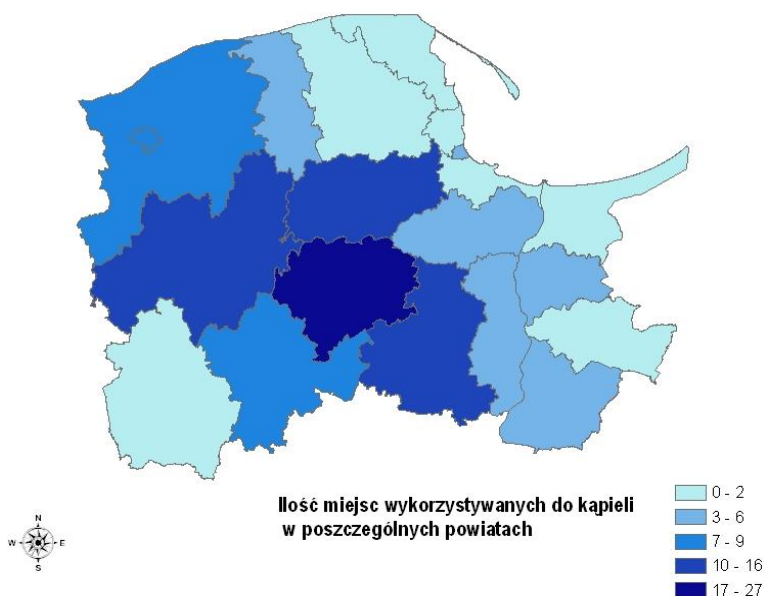 Ilość miejsc wykorzystywanych do kąpieli
w poszczególnych powiatach
N
W E
S
0 - 2
3 - 6
7 - 9
10 - 16
17 - 27